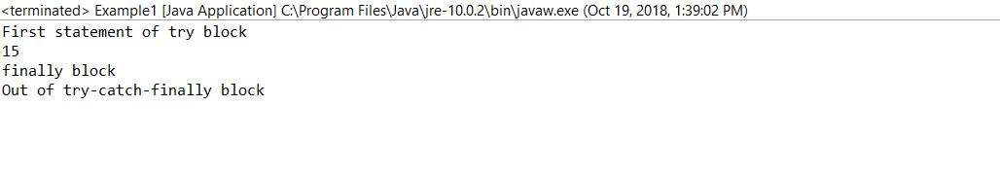 <terminated> Example1 [Java Application] C:\Program Files\Java\jre-10.0.2\bin\javaw.exe (Oct 19, 2018, 1:39:02 PM)
First statement of try block
15
finally block
Out of try-catch-finally block